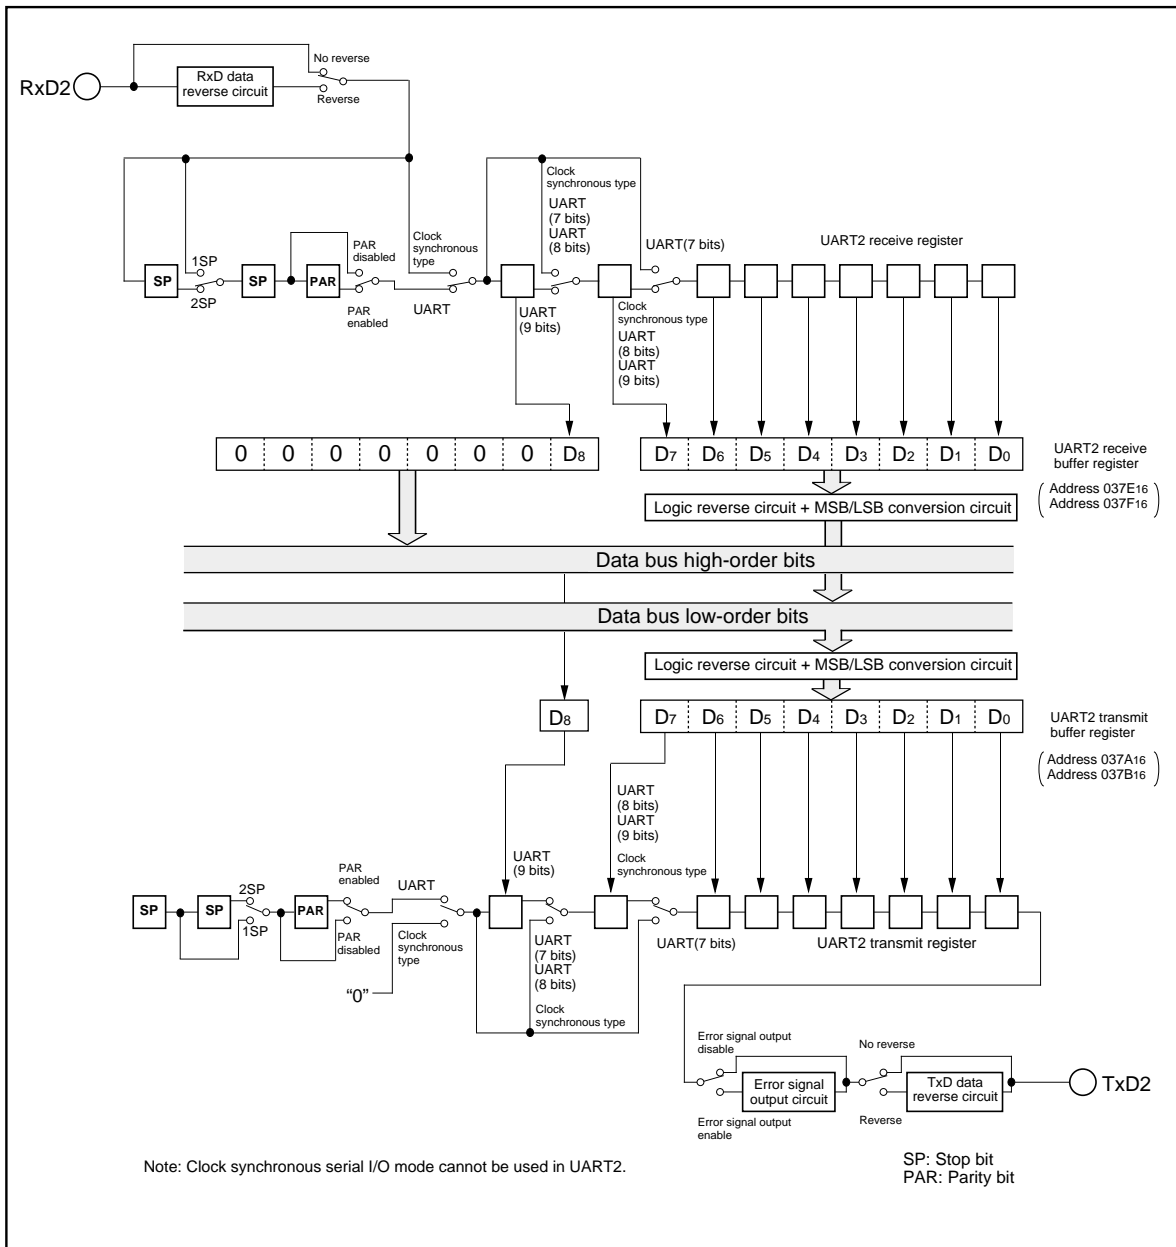 No reverse
RxD2
RxD data
reverse circuit
Reverse
Clock
synchronous type
UART
(7 bits)
UART
(8 bits)
1SP
PAR
disabled
Clock
synchronous
type
UART(7 bits)
UART2 receive register
SP
SP
PAR
2SP
PAR
enabled
UART
UART
(9 bits)
Clock
synchronous type
UART
(8 bits)
UART
(9 bits)
0 0 0 0 0 0 0 D8
D7 D6 D5 D4 D3 D2 D1 D0
UART2 receive
buffer register
Address 037E16
Address 037F16
Logic reverse circuit + MSB/LSB conversion circuit
Data bus high-order bits
Data bus low-order bits
Logic reverse circuit + MSB/LSB conversion circuit
D8
D7 D6 D5 D4 D3 D2 D1 D0
UART2 transmit
buffer register
Address 037A16
Address 037B16
UART
(8 bits)
UART
(9 bits)
Clock
synchronous type
UART
(9 bits)
PAR
enabled
UART
2SP
SP
SP
PAR
1SP
PAR
disabled
Clock
synchronous
type
“0”
UART
(7 bits)
UART
(8 bits)
Clock
synchronous type
UART(7 bits)
UART2 transmit register
Error signal output
disable
No reverse
Error signal
output circuit
TxD data
reverse circuit
TxD2
Error signal output
enable
Reverse
Note: Clock synchronous serial I/O mode cannot be used in UART2.
SP: Stop bit
PAR: Parity bit